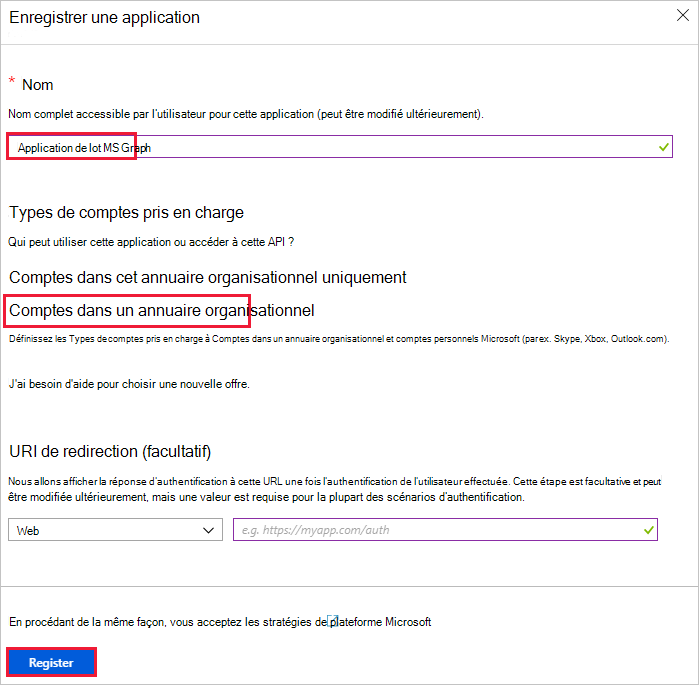 Enregistrer une application
* Nom
Nom complet accessible par l'utilisateur pour cette application (peut être modifié ultérieurement).
Application de lot MS Graph
Types de comptes pris en charge
Qui peut utiliser cette application ou accéder à cette API ?
Comptes dans cet annuaire organisationnel uniquement
Comptes dans un annuaire organisationnel
Définissez les Types de comptes pris en charge à Comptes dans un annuaire organisationnel et comptes personnels Microsoft (parex. Skype, Xbox, Outlook.com).
J'ai besoin d'aide pour choisir une nouvelle offre.
URI de redirection (facultatif)
Nous allons afficher la réponse d'authentification à cette URL une fois l'authentification de l'utilisateur effectuée. Cette étape est facultative et peut
être modifiée ultérieurement, mais une valeur est requise pour la plupart des scénarios d'authentification.
Web e.g. https://myapp.com/auth
En procédant de la même façon, vous acceptez les stratégies de plateforme Microsoft
Register